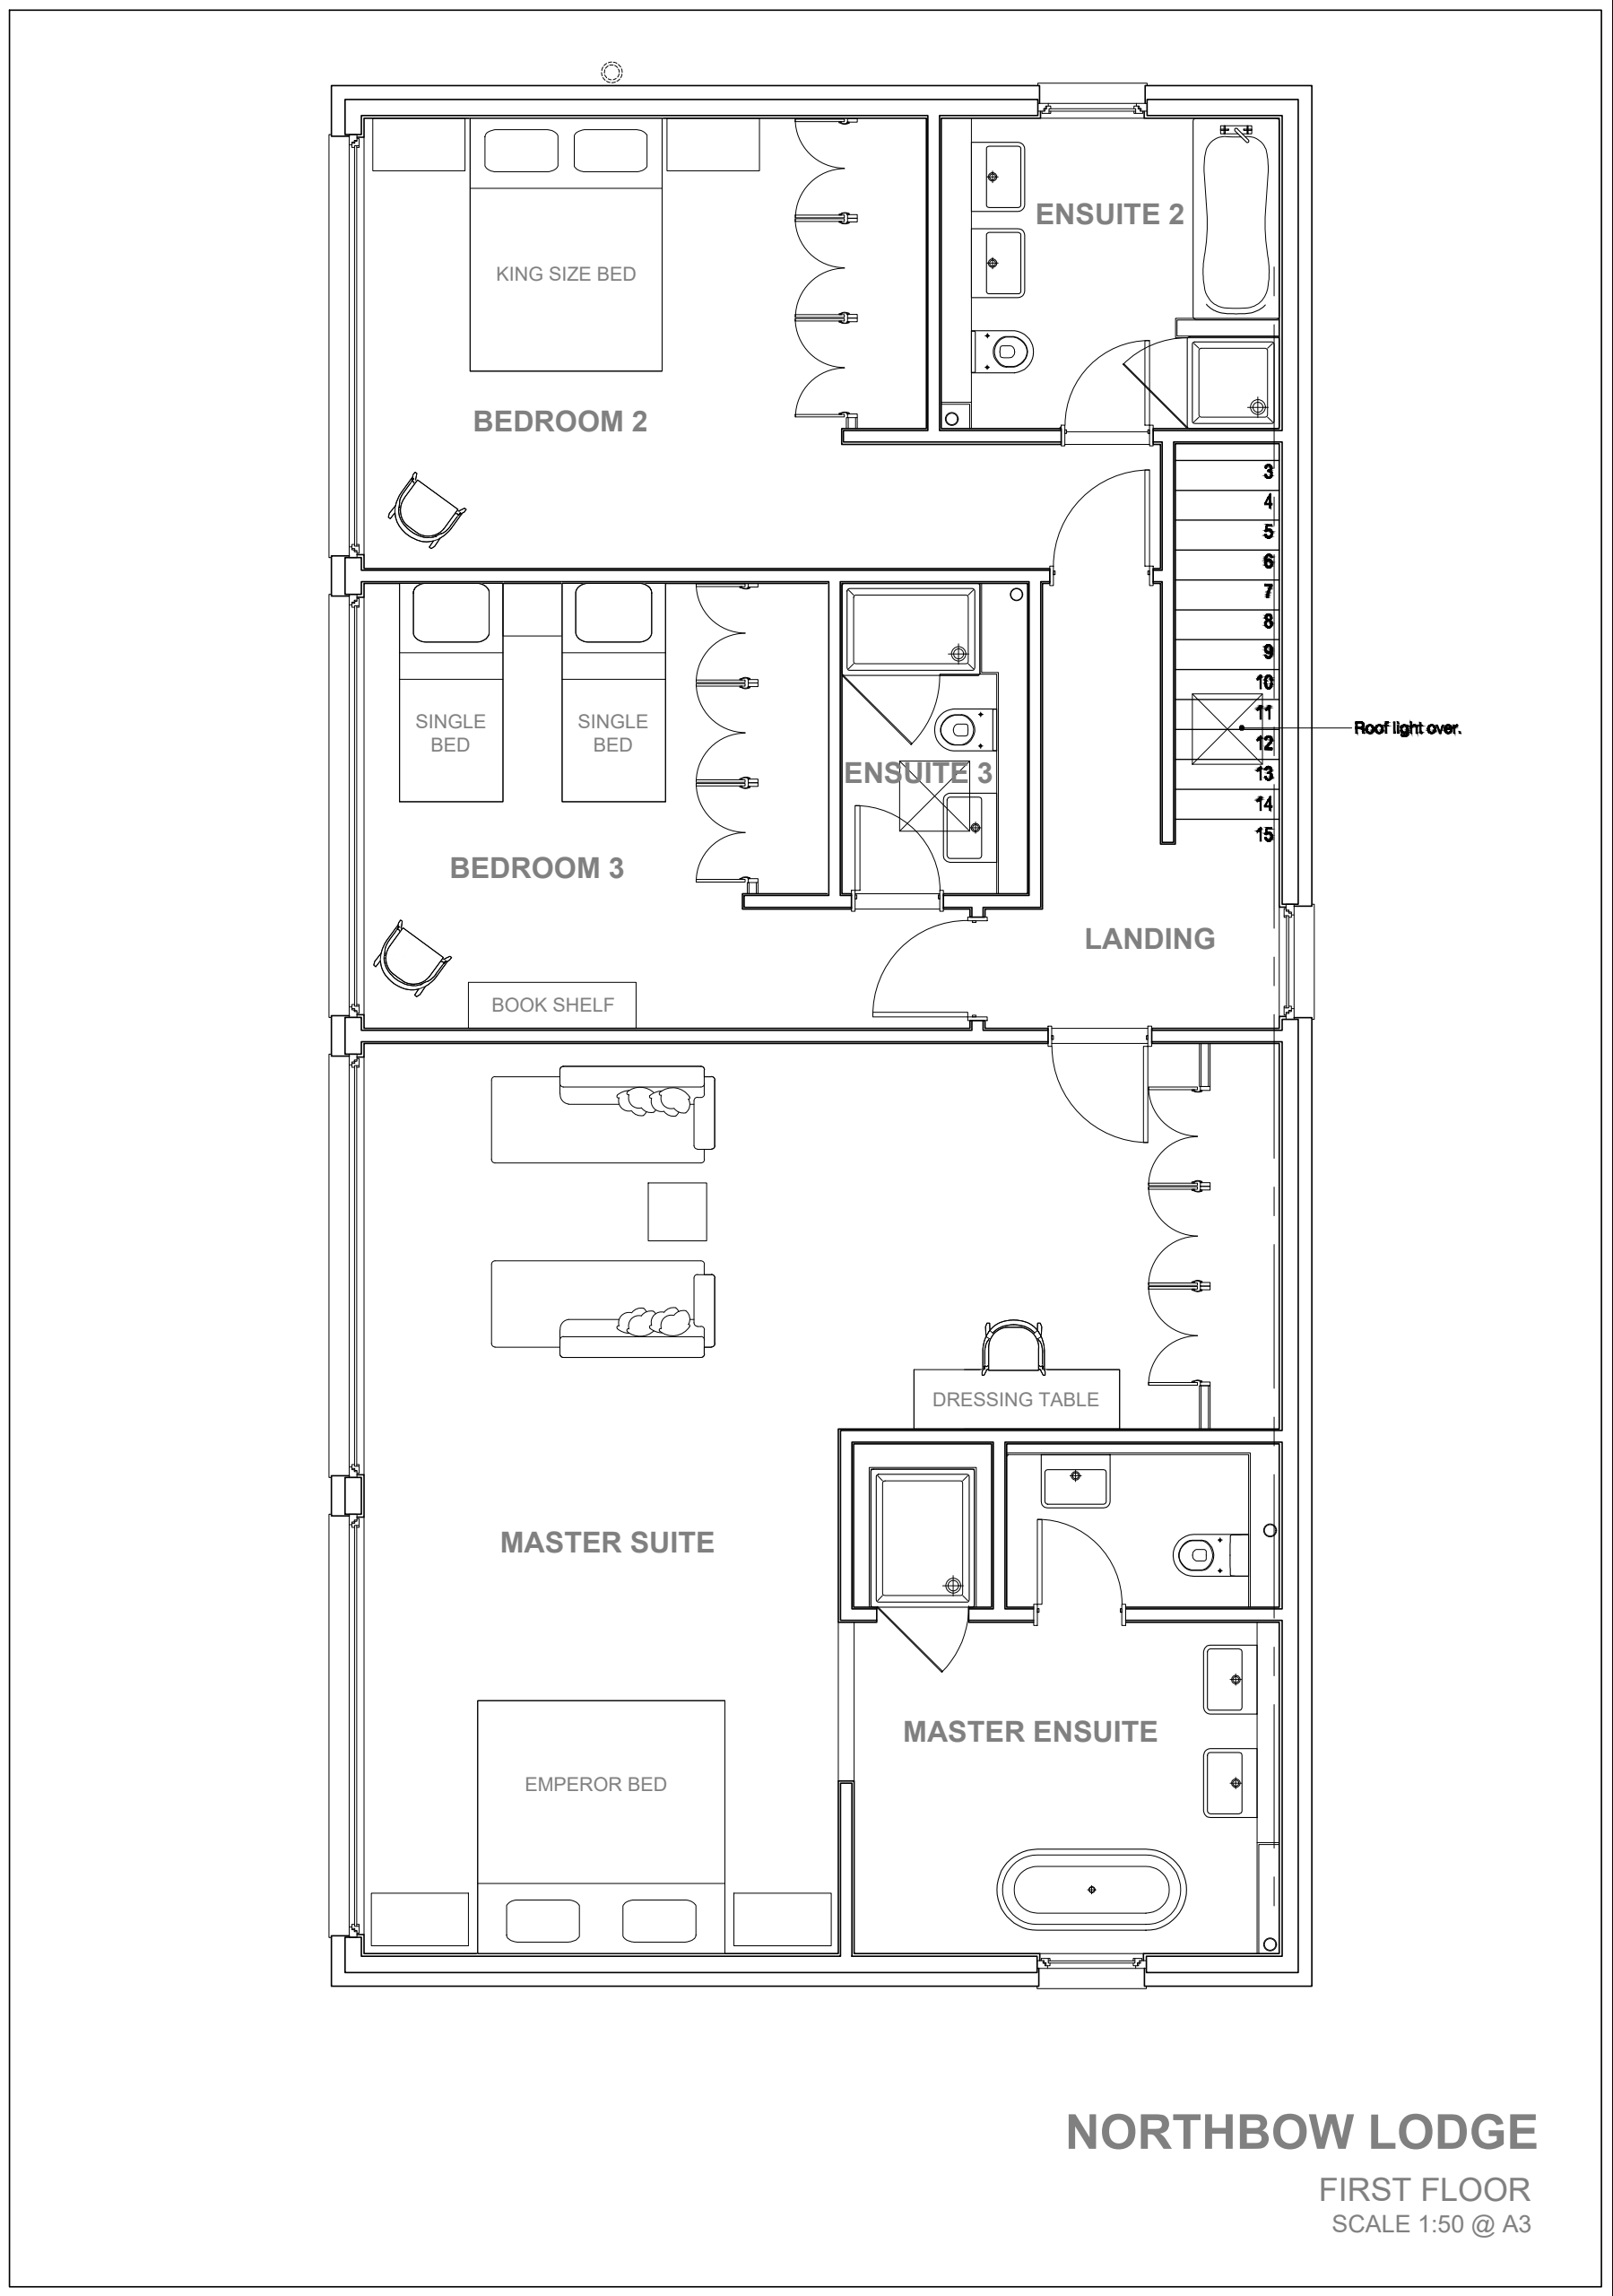 ENSUITE 2
KING SIZE BED
BEDROOM 2
3
4
5
6
7
8
9
10
11
12
13
14
15
Roof light over.
SINGLE
BED
SINGLE
BED
ENSUITE 3
BEDROOM 3
LANDING
BOOK SHELF
DRESSING TABLE
MASTER SUITE
MASTER ENSUITE
EMPEROR BED
NORTHBOW LODGE
FIRST FLOOR
SCALE 1:50 @ A3